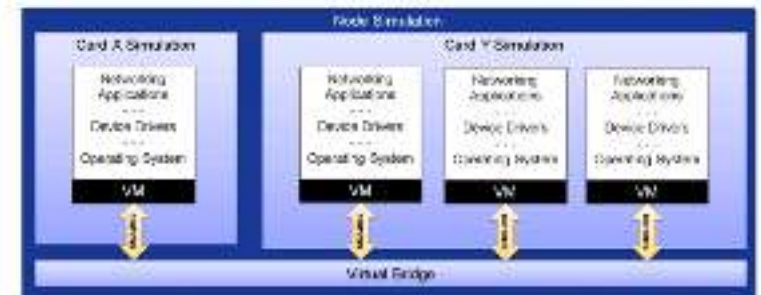 Node Simulation
Card A Simulation
Card Y Simulation
Networking
Applications
- - -
Device Drivers
- - -
Operating System
VM
Networking
Applications
- - -
Device Drivers
- - -
Operating System
VM
Networking
Applications
- - -
Device Drivers
- - -
Operating System
VM
Networking
Applications
- - -
Device Drivers
- - -
Operating System
VM
Virtual Bridge